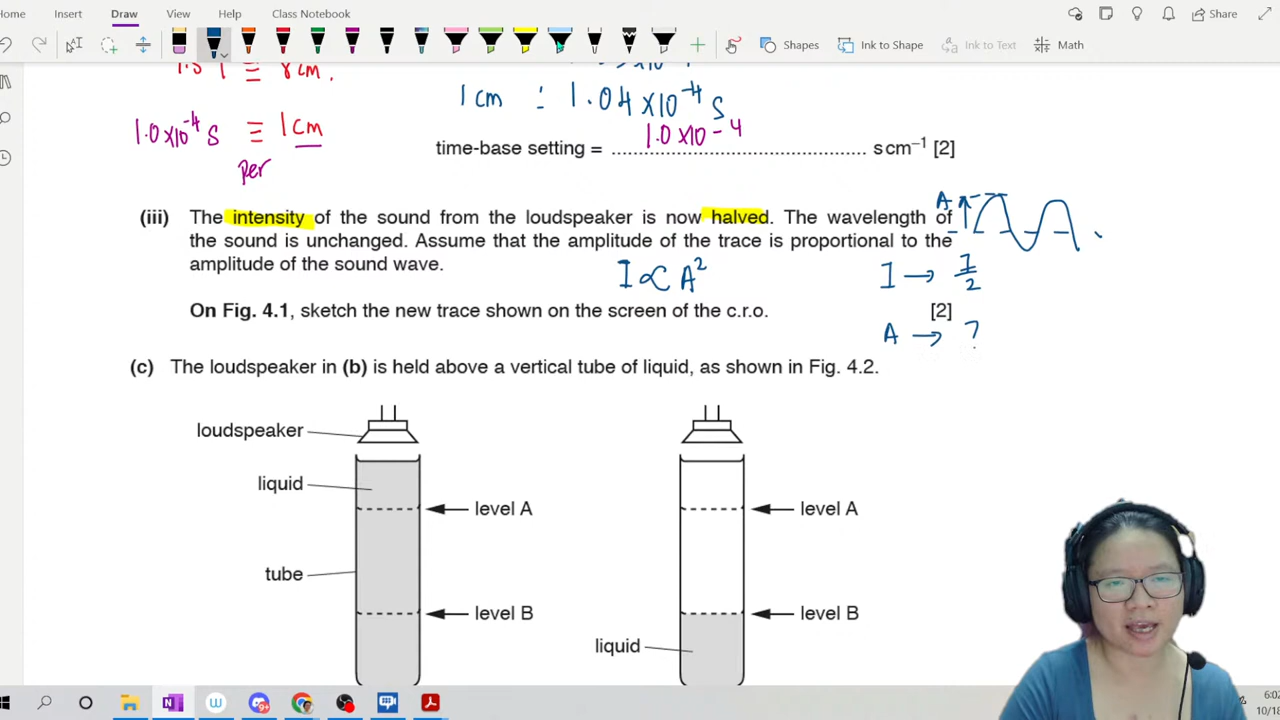 Home Draw View Help Class Notebook Share
Shapes Ink to Shape Ink to Text Math
≡ 8cm.
1cm : 1.04 x10⁻⁴ s
1.0x10⁻⁴ s ≡ 1cm
1.0 x10-4
time-base setting = ................................................ s cm⁻¹ [2]
per
(iii) The intensity of the sound from the loudspeaker is now halved. The wavelength of
the sound is unchanged. Assume that the amplitude of the trace is proportional to the
amplitude of the sound wave.
A
I ∝ A²
I → I/2
On Fig. 4.1, sketch the new trace shown on the screen of the c.r.o. [2]
A → ?
(c) The loudspeaker in (b) is held above a vertical tube of liquid, as shown in Fig. 4.2.
loudspeaker
liquid
level A level A
tube
level B level B
liquid